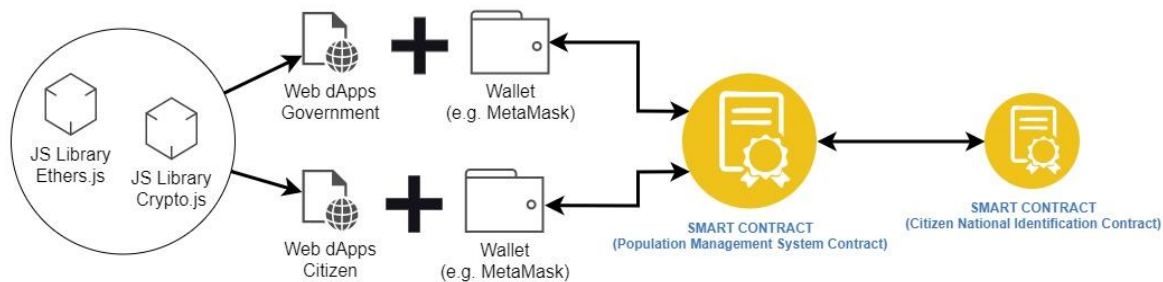 JS Library
Ethers.js
JS Library
Crypto.js
Web dApps
Government
Wallet
(e.g. MetaMask)
Web dApps
Citizen
Wallet
(e.g. MetaMask)
SMART CONTRACT
(Population Management System Contract)
SMART CONTRACT
(Citizen National Identification Contract)